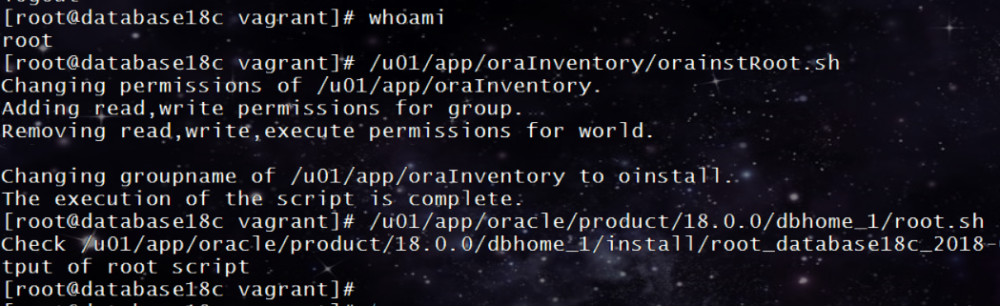 [root@database18c vagrant]# whoami
root
[root@database18c vagrant]# /u01/app/oraInventory/orainstRoot.sh
Changing permissions of /u01/app/oraInventory.
Adding read,write permissions for group.
Removing read,write,execute permissions for world.
Changing groupname of /u01/app/oraInventory to oinstall.
The execution of the script is complete.
[root@database18c vagrant]# /u01/app/oracle/product/18.0.0/dbhome_1/root.sh
Check /u01/app/oracle/product/18.0.0/dbhome_1/install/root_database18c_2018-
tput of root script
[root@database18c vagrant]#